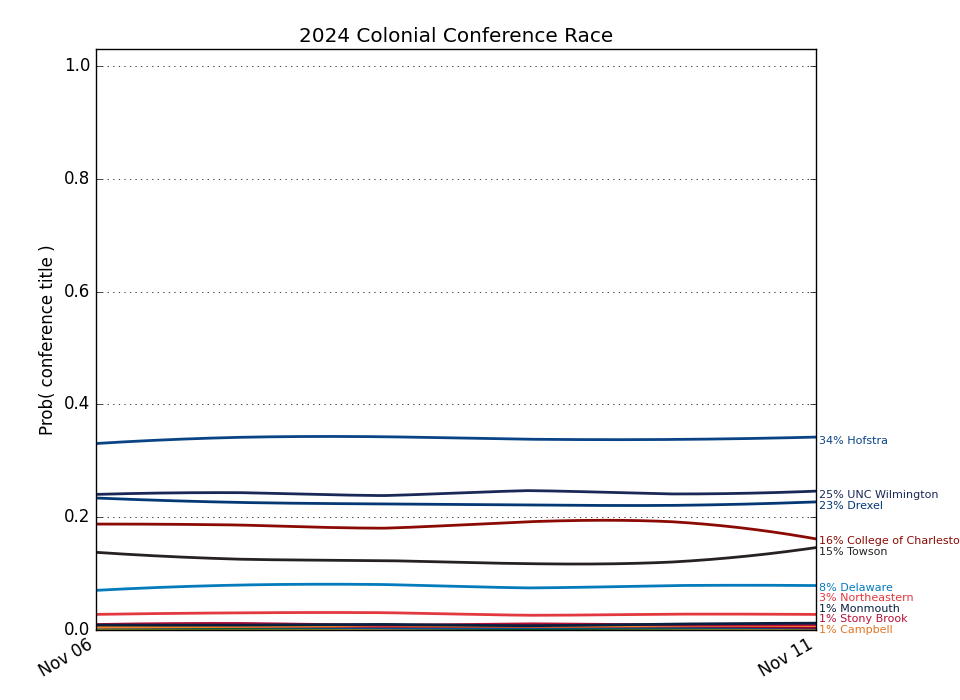 2024 Colonial Conference Race
Prob( conference title )
1.0
0.8
0.6
0.4
0.2
0.0
Nov 06
Nov 11
34% Hofstra
25% UNC Wilmington
23% Drexel
16% College of Charlesto
15% Towson
8% Delaware
3% Northeastern
1% Monmouth
1% Stony Brook
1% Campbell